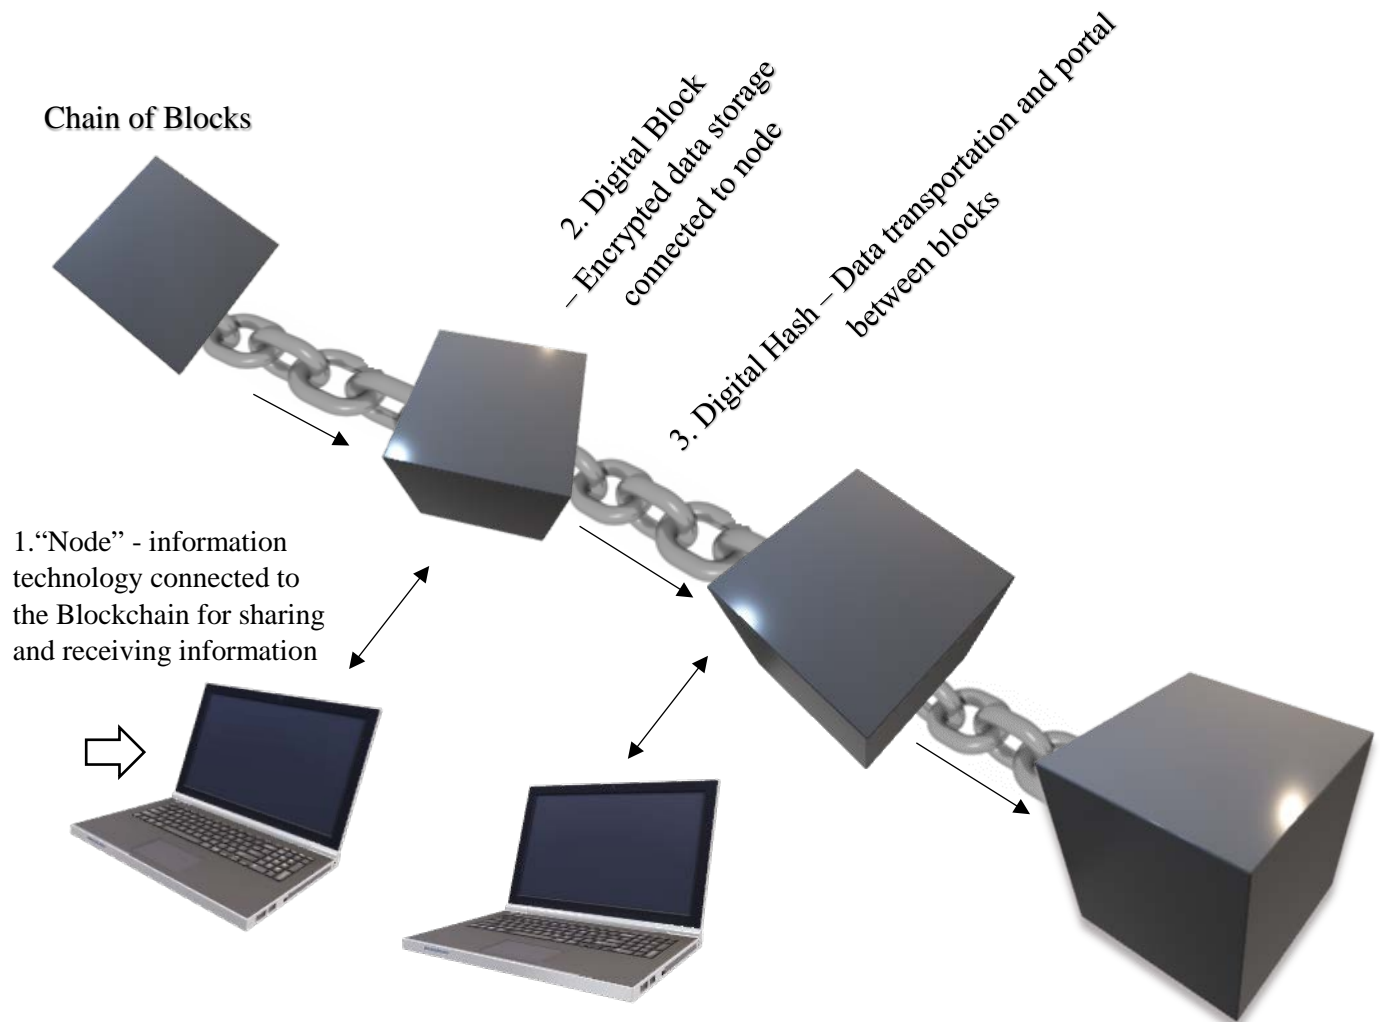 Chain of Blocks
2. Digital Block
– Encrypted data storage
connected to node
3. Digital Hash – Data transportation and portal
between blocks
1.“Node” - information
technology connected to
the Blockchain for sharing
and receiving information